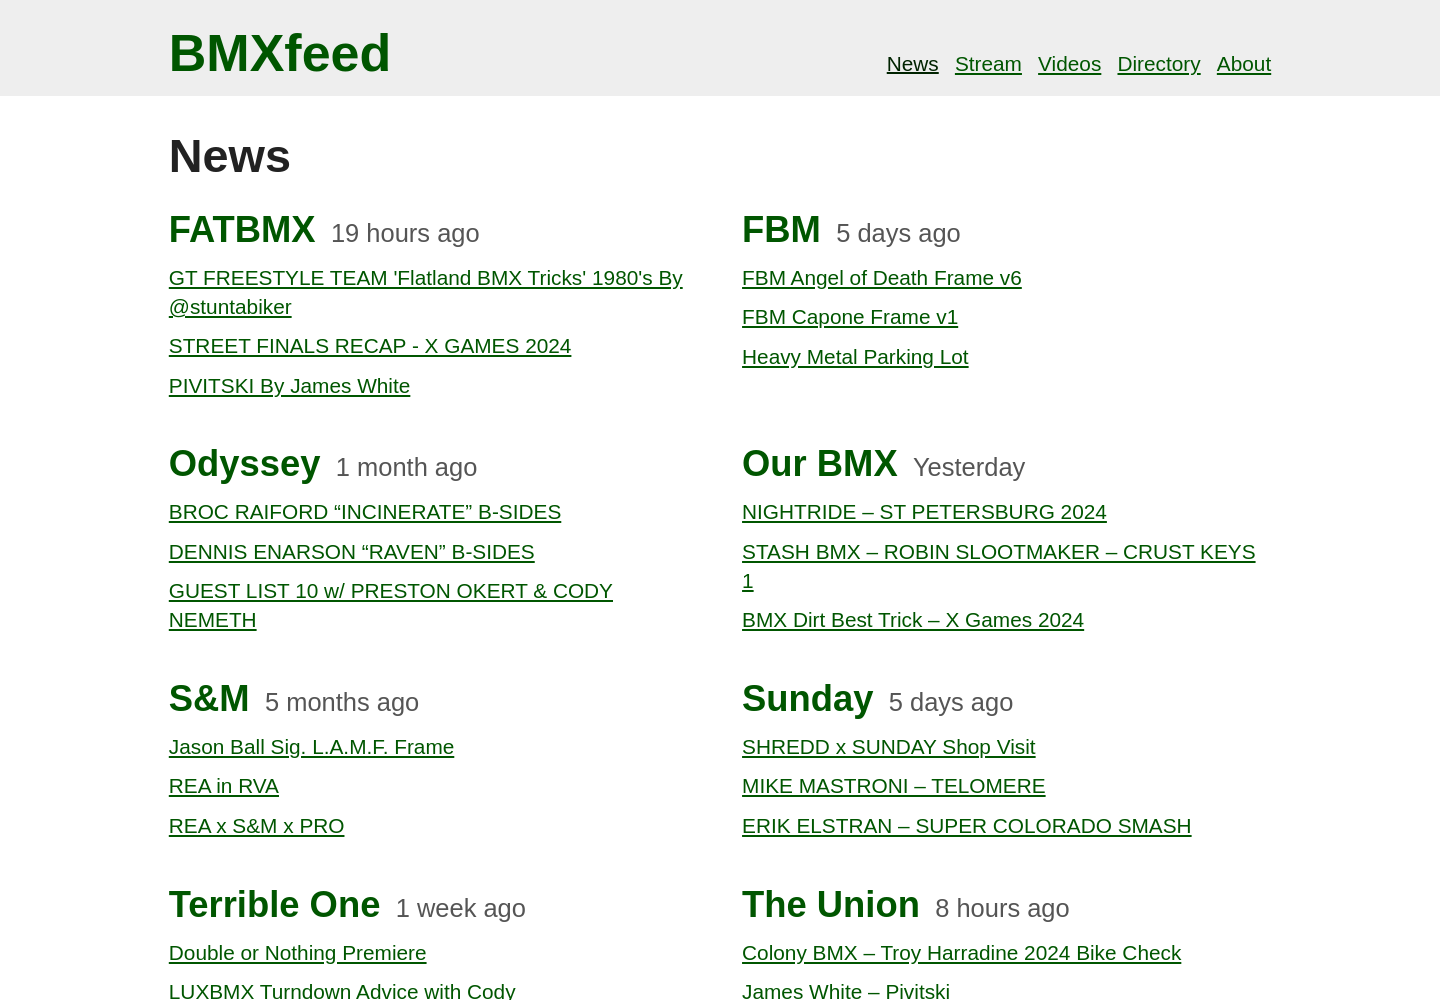 BMXfeed
News Stream Videos Directory About
News
FATBMX 19 hours ago
GT FREESTYLE TEAM 'Flatland BMX Tricks' 1980's By
@stuntabiker
STREET FINALS RECAP - X GAMES 2024
PIVITSKI By James White
FBM 5 days ago
FBM Angel of Death Frame v6
FBM Capone Frame v1
Heavy Metal Parking Lot
Odyssey 1 month ago
BROC RAIFORD “INCINERATE” B-SIDES
DENNIS ENARSON “RAVEN” B-SIDES
GUEST LIST 10 w/ PRESTON OKERT & CODY
NEMETH
Our BMX Yesterday
NIGHTRIDE – ST PETERSBURG 2024
STASH BMX – ROBIN SLOOTMAKER – CRUST KEYS
1
BMX Dirt Best Trick – X Games 2024
S&M 5 months ago
Jason Ball Sig. L.A.M.F. Frame
REA in RVA
REA x S&M x PRO
Sunday 5 days ago
SHREDD x SUNDAY Shop Visit
MIKE MASTRONI – TELOMERE
ERIK ELSTRAN – SUPER COLORADO SMASH
Terrible One 1 week ago
Double or Nothing Premiere
LUXBMX Turndown Advice with Cody
The Union 8 hours ago
Colony BMX – Troy Harradine 2024 Bike Check
James White – Pivitski